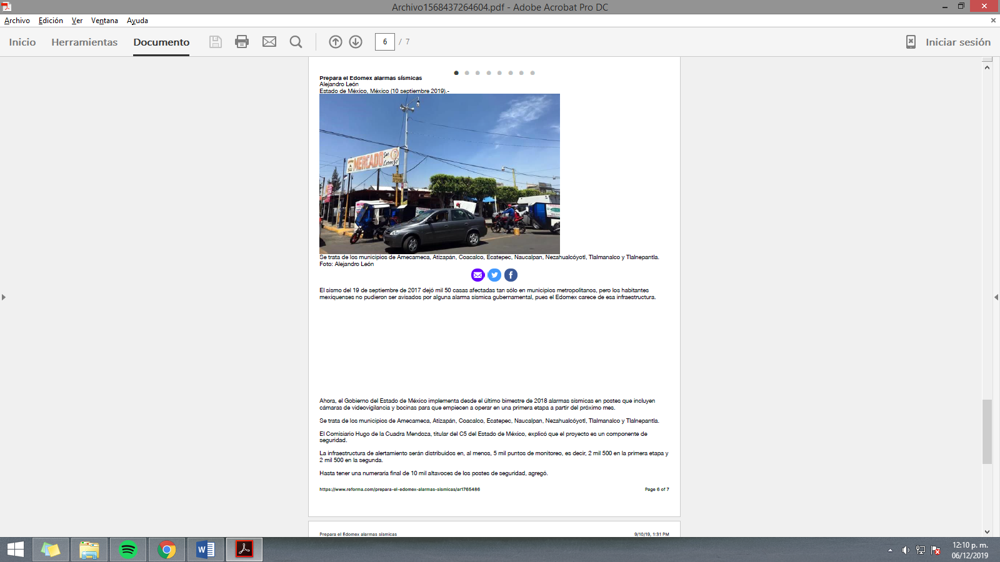 Archivo1568437264604.pdf - Adobe Acrobat Pro DC
Archivo Edición Ver Ventana Ayuda
Inicio Herramientas Documento 6 / 7 Iniciar sesión
Prepara el Edomex alarmas sísmicas
Alejandro León
Estado de México, México (10 septiembre 2019).-
MERCADO San Lorenzo
Se trata de los municipios de Amecameca, Atizapán, Coacalco, Ecatepec, Naucalpan, Nezahualcóyotl, Tlalmanalco y Tlalnepantla.
Foto: Alejandro León
El sismo del 19 de septiembre de 2017 dejó mil 50 casas afectadas tan sólo en municipios metropolitanos, pero los habitantes
mexiquenses no pudieron ser avisados por alguna alarma sísmica gubernamental, pues el Edomex carece de esa infraestructura.
Ahora, el Gobierno del Estado de México implementa desde el último bimestre de 2018 alarmas sísmicas en postes que incluyen
cámaras de videovigilancia y bocinas para que empiecen a operar en una primera etapa a partir del próximo mes.
Se trata de los municipios de Amecameca, Atizapán, Coacalco, Ecatepec, Naucalpan, Nezahualcóyotl, Tlalmanalco y Tlalnepantla.
El Comisiario Hugo de la Cuadra Mendoza, titular del C5 del Estado de México, explicó que el proyecto es un componente de
seguridad.
La infraestructura de alertamiento serán distribuidos en, al menos, 5 mil puntos de monitoreo, es decir, 2 mil 500 en la primera etapa y
2 mil 500 en la segunda.
Hasta tener una numeraria final de 10 mil altavoces de los postes de seguridad, agregó.
https://www.reforma.com/prepara-el-edomex-alarmas-sismicas/ar1765486 Page 6 of 7
Prepara el Edomex alarmas sísmicas 9/10/19, 1:31 PM
12:10 p. m.
06/12/2019